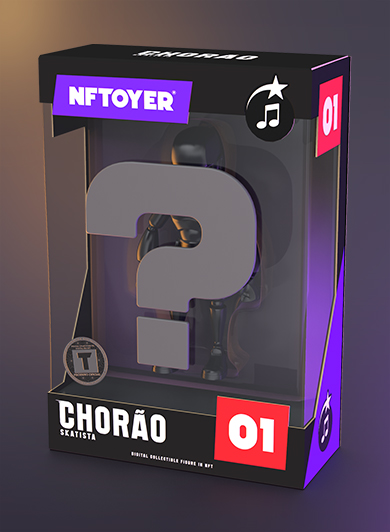 CHORÃO
NFTOYER®
01
?
T
CHORÃO
SKATISTA
01
DIGITAL COLLECTIBLE FIGURE IN NFT